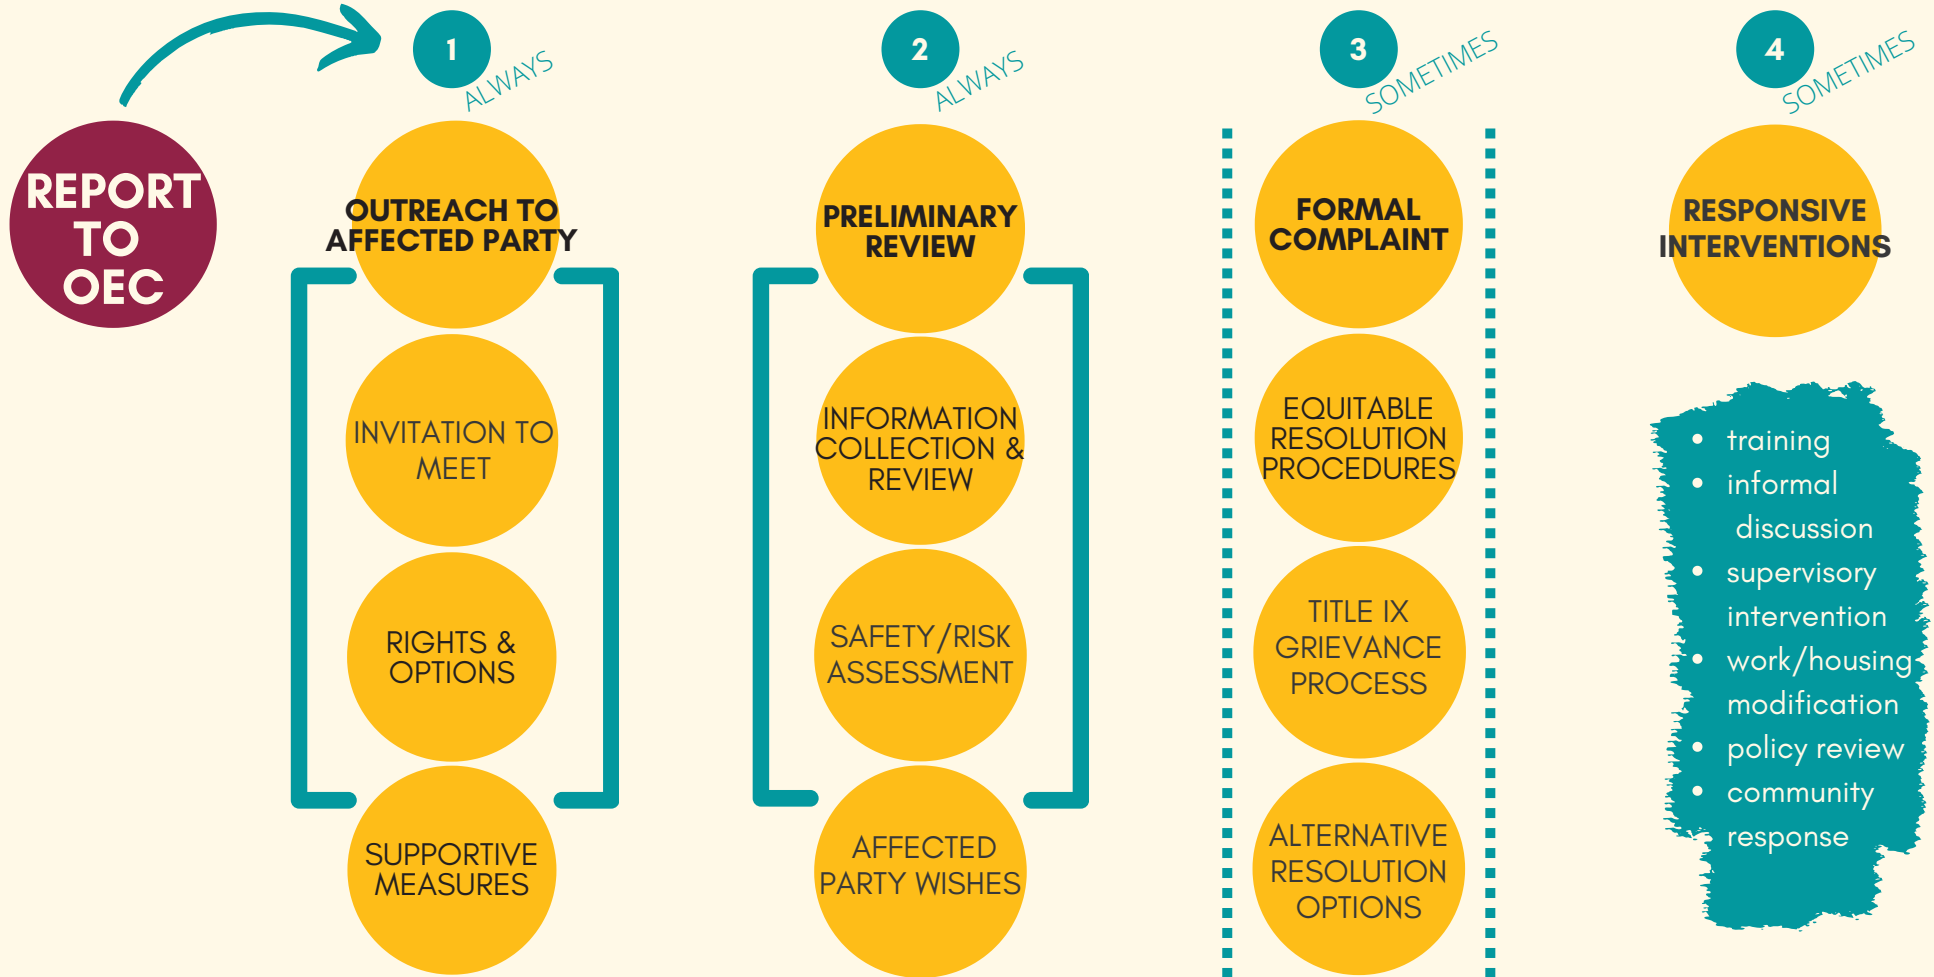 REPORT
TO
OEC
1
ALWAYS
OUTREACH TO
AFFECTED PARTY
INVITATION TO
MEET
RIGHTS &
OPTIONS
SUPPORTIVE
MEASURES
2
ALWAYS
PRELIMINARY
REVIEW
INFORMATION
COLLECTION &
REVIEW
SAFETY/RISK
ASSESSMENT
AFFECTED
PARTY WISHES
3
SOMETIMES
FORMAL
COMPLAINT
EQUITABLE
RESOLUTION
PROCEDURES
TITLE IX
GRIEVANCE
PROCESS
ALTERNATIVE
RESOLUTION
OPTIONS
4
SOMETIMES
RESPONSIVE
INTERVENTIONS
• training
• informal
discussion
• supervisory
intervention
• work/housing
modification
• policy review
• community
response